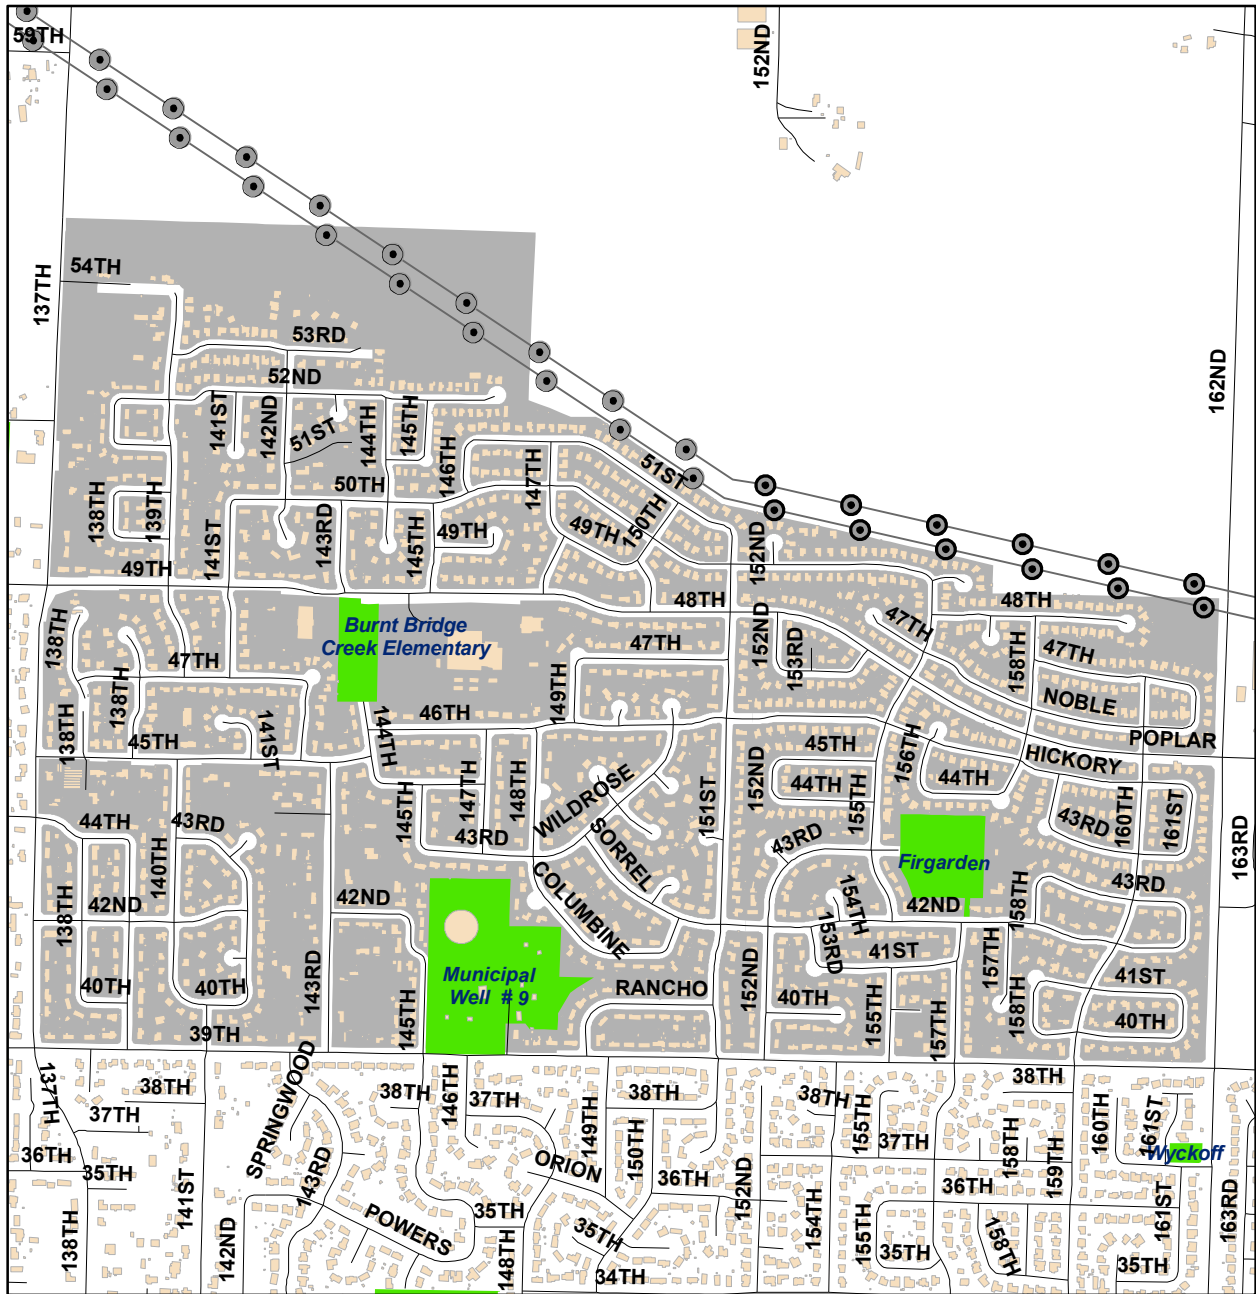 59TH
152ND
54TH
137TH
53RD
52ND
162ND
141ST
142ND
51ST
144TH
145TH
146TH
147TH
51ST
50TH
138TH
139TH
141ST
143RD
145TH
49TH
49TH
150TH
152ND
49TH
48TH
48TH
138TH
Burnt Bridge
Creek Elementary
47TH
152ND
153RD
47TH
158TH
47TH
47TH
138TH
149TH
NOBLE
138TH
45TH
141ST
144TH
46TH
POPLAR
45TH
156TH
HICKORY
152ND
44TH
155TH
44TH
145TH
147TH
148TH
WILDROSE
151ST
43RD
160TH
161ST
44TH
43RD
140TH
43RD
SORREL
43RD
Firgarden
163RD
138TH
42ND
42ND
COLUMBINE
154TH
42ND
158TH
43RD
153RD
41ST
157TH
41ST
40TH
40TH
143RD
145TH
Municipal
Well # 9
RANCHO
152ND
40TH
155TH
157TH
158TH
40TH
39TH
137TH
38TH
SPRINGWOOD
38TH
146TH
37TH
149TH
38TH
38TH
155TH
38TH
37TH
36TH
35TH
143RD
ORION
150TH
36TH
152ND
37TH
158TH
159TH
160TH
161ST
Wyckoff
36TH
141ST
138TH
142ND
POWERS
35TH
148TH
35TH
34TH
154TH
155TH
35TH
158TH
161ST
163RD
35TH